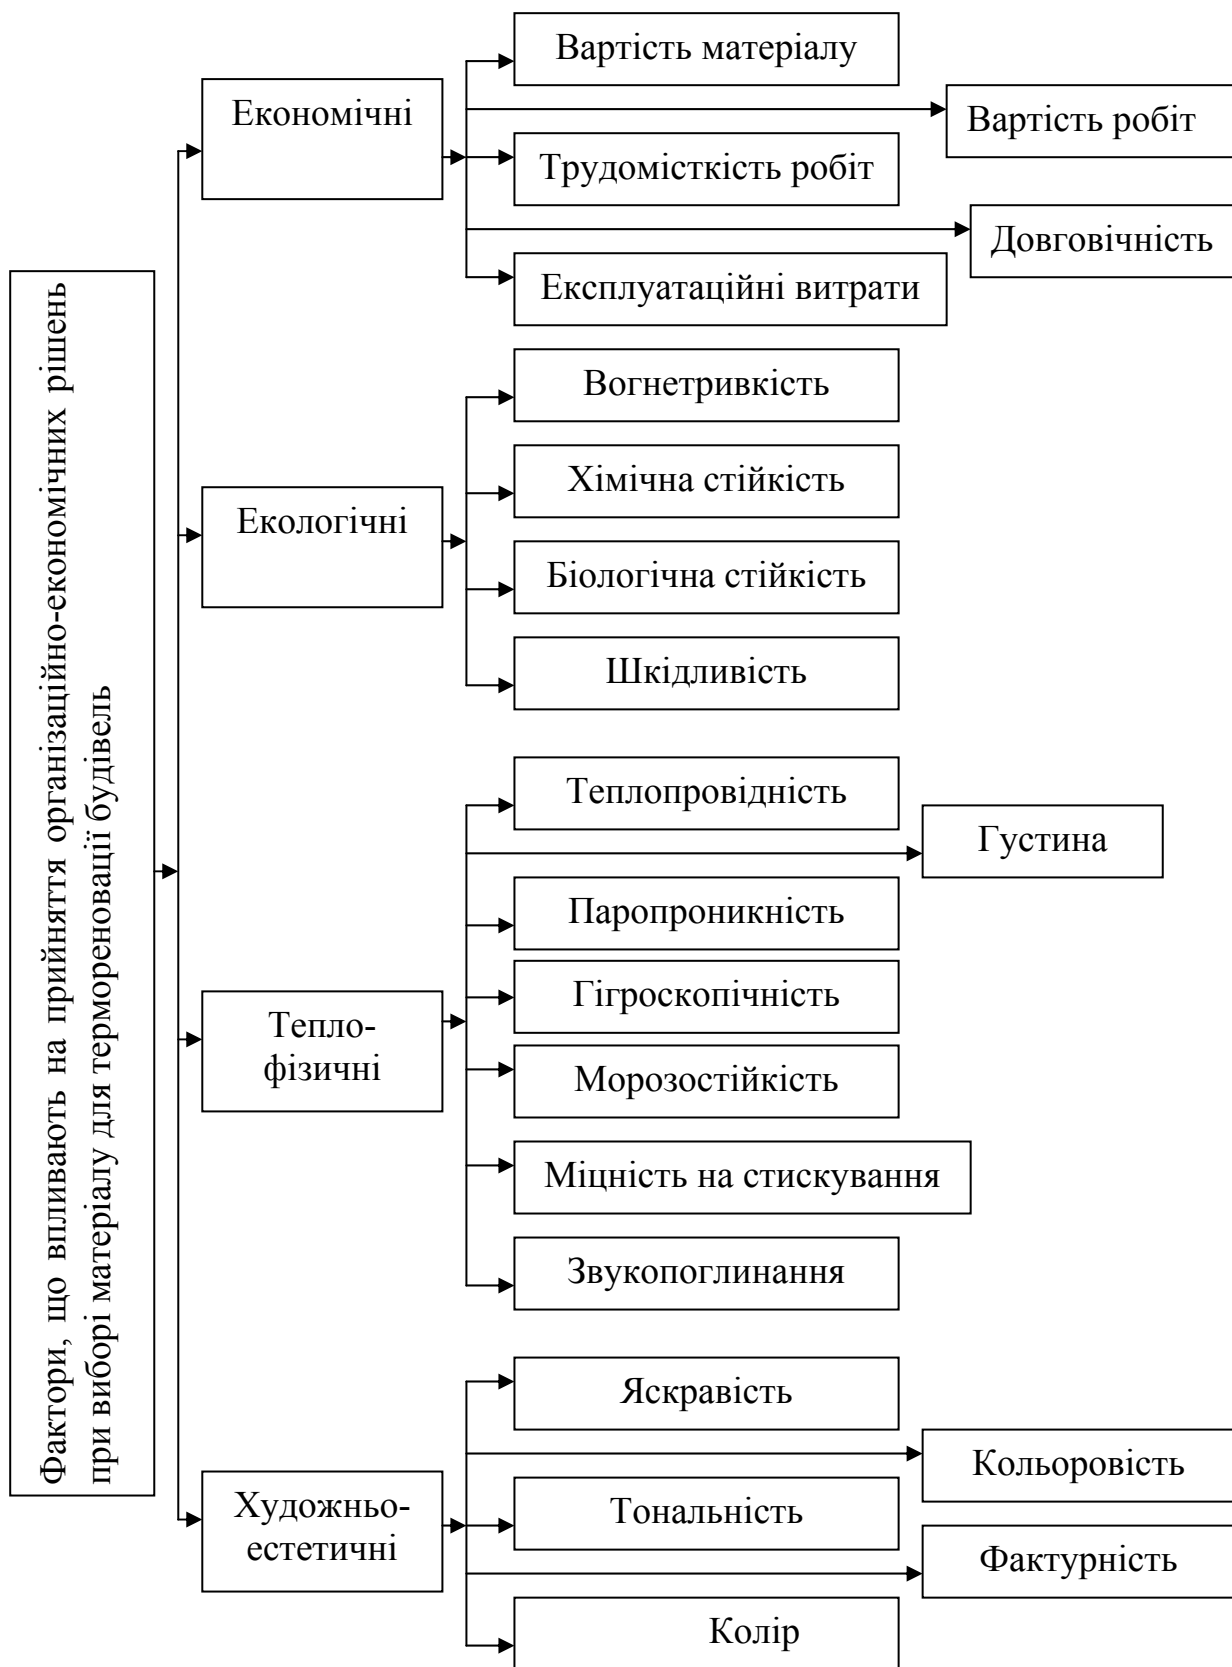 Фактори, що впливають на прийняття організаційно-економічних рішень
при виборі матеріалу для термореновації будівель
Економічні
Вартість матеріалу
Вартість робіт
Трудомісткість робіт
Довговічність
Експлуатаційні витрати
Екологічні
Вогнетривкість
Хімічна стійкість
Біологічна стійкість
Шкідливість
Тепло-
фізичні
Теплопровідність
Густина
Паропроникність
Гігроскопічність
Морозостійкість
Міцність на стискування
Звукопоглинання
Художньо-
естетичні
Яскравість
Кольоровість
Тональність
Фактурність
Колір